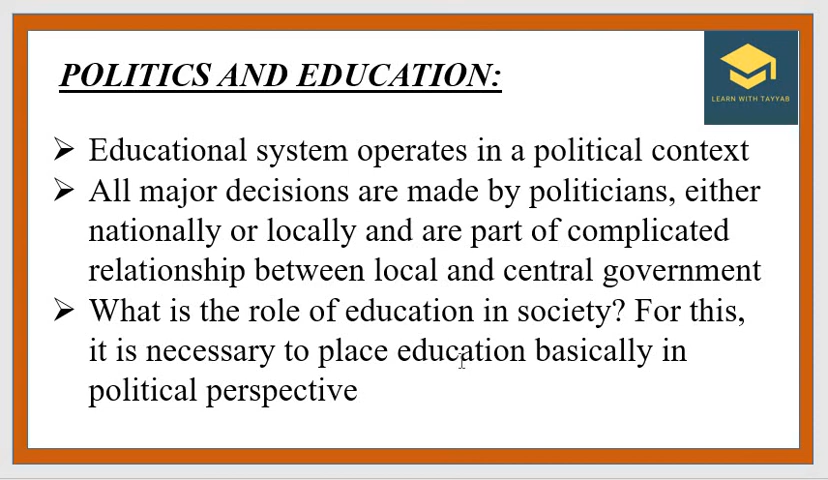 POLITICS AND EDUCATION:
LEARN WITH TAYYAB
➢ Educational system operates in a political context
➢ All major decisions are made by politicians, either
nationally or locally and are part of complicated
relationship between local and central government
➢ What is the role of education in society? For this,
it is necessary to place education basically in
political perspective